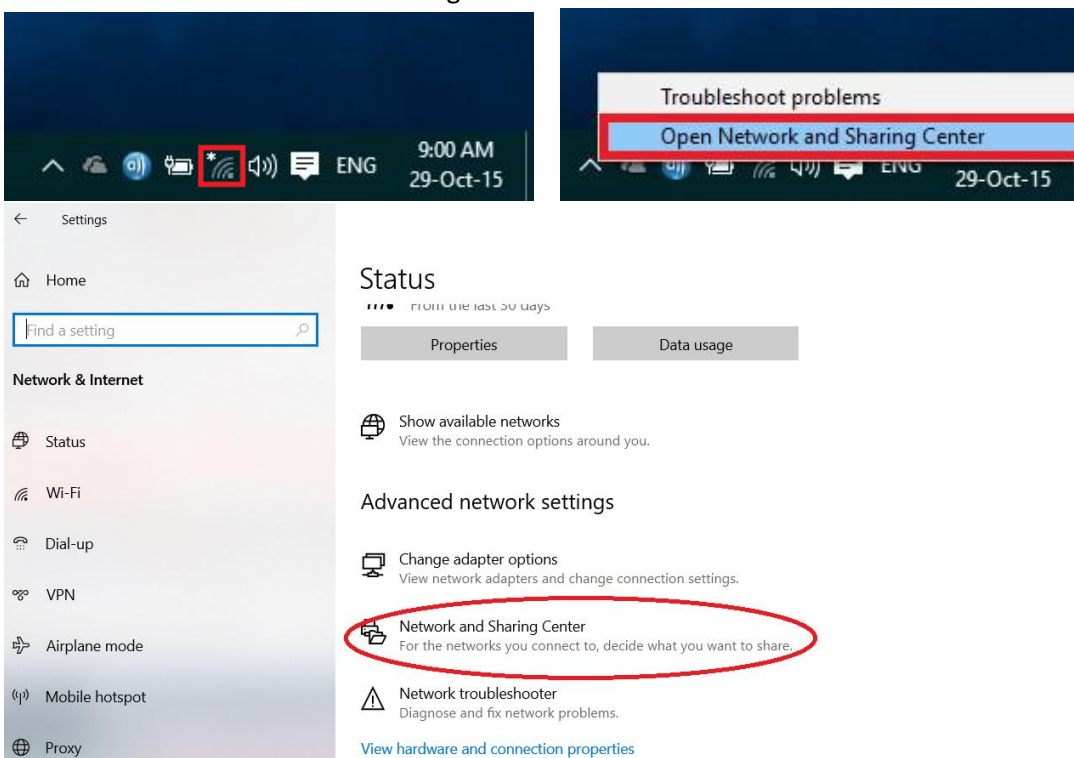 ENG
9:00 AM
29-Oct-15
Troubleshoot problems
Open Network and Sharing Center
ENG
29-Oct-15
Settings
Home
Find a setting
Network & Internet
Status
Wi-Fi
Dial-up
VPN
Airplane mode
Mobile hotspot
Proxy
Status
From the last 30 days
Properties Data usage
Show available networks
View the connection options around you.
Advanced network settings
Change adapter options
View network adapters and change connection settings.
Network and Sharing Center
For the networks you connect to, decide what you want to share.
Network troubleshooter
Diagnose and fix network problems.
View hardware and connection properties